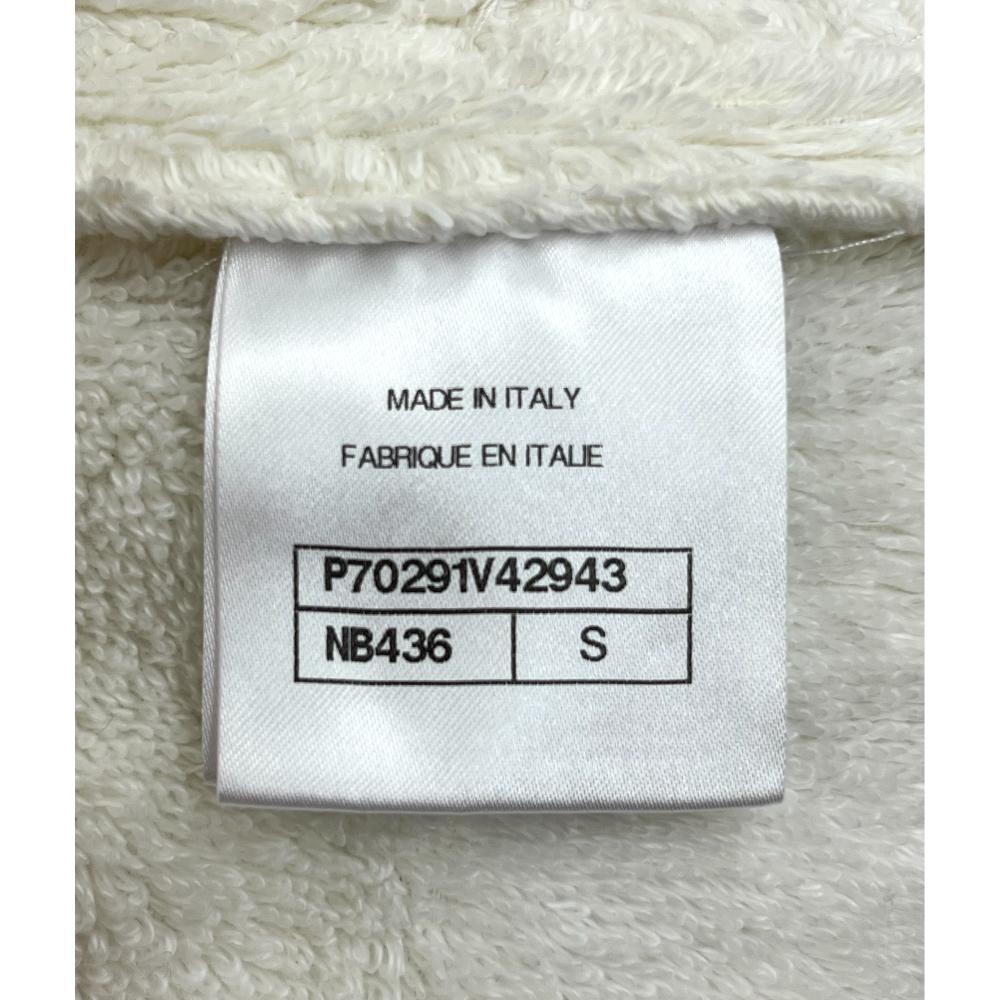 MADE IN ITALY
FABRIQUE EN ITALIE
P70291V42943
NB436 S